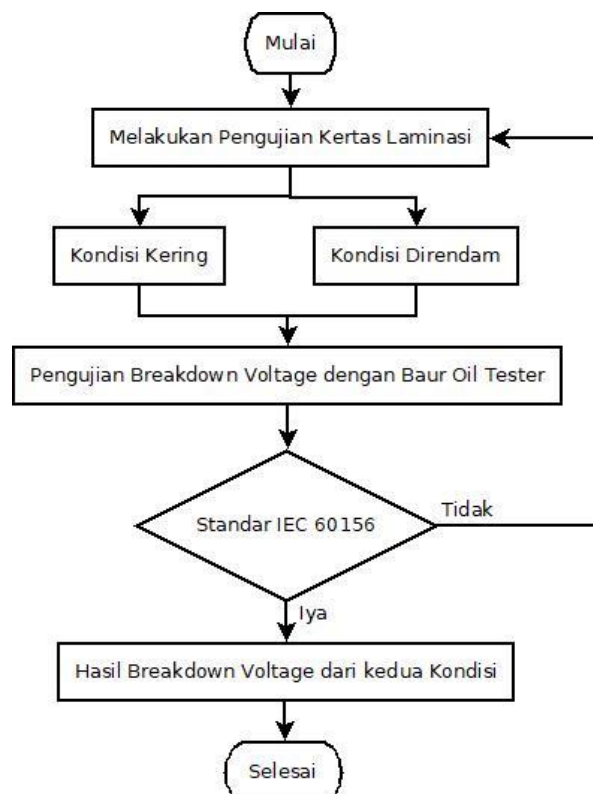 Mulai
Melakukan Pengujian Kertas Laminasi
Kondisi Kering
Kondisi Direndam
Pengujian Breakdown Voltage dengan Baur Oil Tester
Standar IEC 60156
Tidak
Iya
Hasil Breakdown Voltage dari kedua Kondisi
Selesai